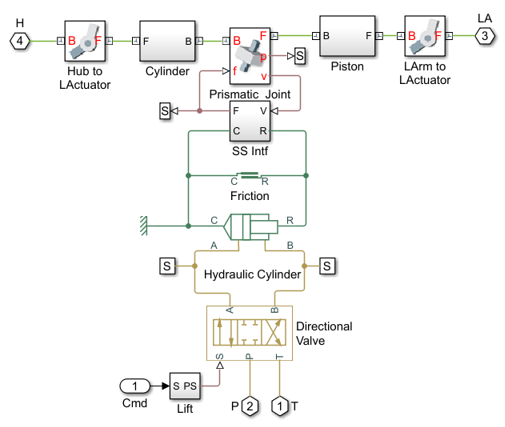 H
4
B F
Hub to
LActuator
F B
Cylinder
B F
f p
v
S
Prismatic Joint
B F
Piston
B F
LArm to
LActuator
LA
3
S
F V
C R
SS Intf
C R
Friction
C R
A B
S
S
Hydraulic Cylinder
A B
Directional
Valve
S P T
1
Cmd
S PS
Lift
P 2
1 T